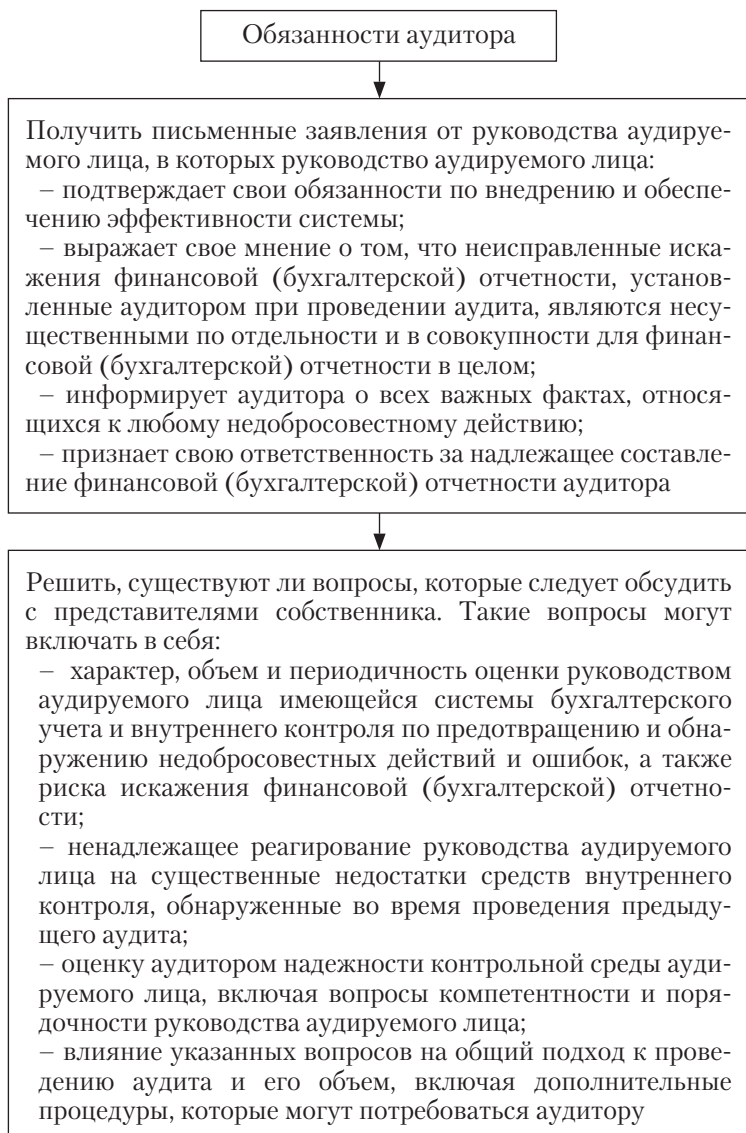 Обязанности аудитора
Получить письменные заявления от руководства аудируе-
мого лица, в которых руководство аудируемого лица:
– подтверждает свои обязанности по внедрению и обеспе-
чению эффективности системы;
– выражает свое мнение о том, что неисправленные иска-
жения финансовой (бухгалтерской) отчетности, установ-
ленные аудитором при проведении аудита, являются несу-
щественными по отдельности и в совокупности для финан-
совой (бухгалтерской) отчетности в целом;
– информирует аудитора о всех важных фактах, относя-
щихся к любому недобросовестному действию;
– признает свою ответственность за надлежащее составле-
ние финансовой (бухгалтерской) отчетности аудитора
Решить, существуют ли вопросы, которые следует обсудить
с представителями собственника. Такие вопросы могут
включать в себя:
– характер, объем и периодичность оценки руководством
аудируемого лица имеющейся системы бухгалтерского
учета и внутреннего контроля по предотвращению и обна-
ружению недобросовестных действий и ошибок, а также
риска искажения финансовой (бухгалтерской) отчетно-
сти;
– ненадлежащее реагирование руководства аудируемого
лица на существенные недостатки средств внутреннего
контроля, обнаруженные во время проведения предыду-
щего аудита;
– оценку аудитором надежности контрольной среды ауди-
руемого лица, включая вопросы компетентности и поря-
дочности руководства аудируемого лица;
– влияние указанных вопросов на общий подход к прове-
дению аудита и его объем, включая дополнительные
процедуры, которые могут потребоваться аудитору